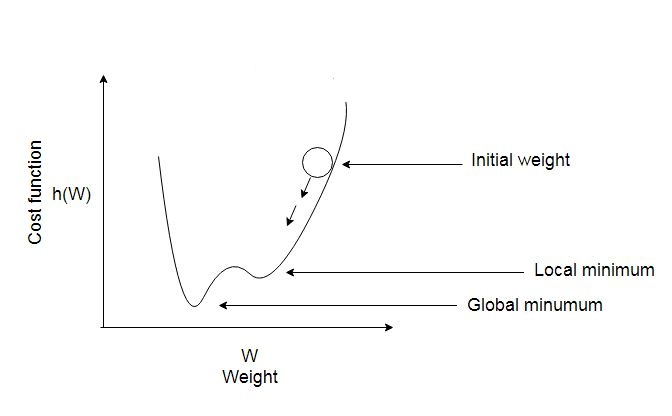 Cost function
h(W)
Initial weight
Local minimum
Global minumum
W
Weight